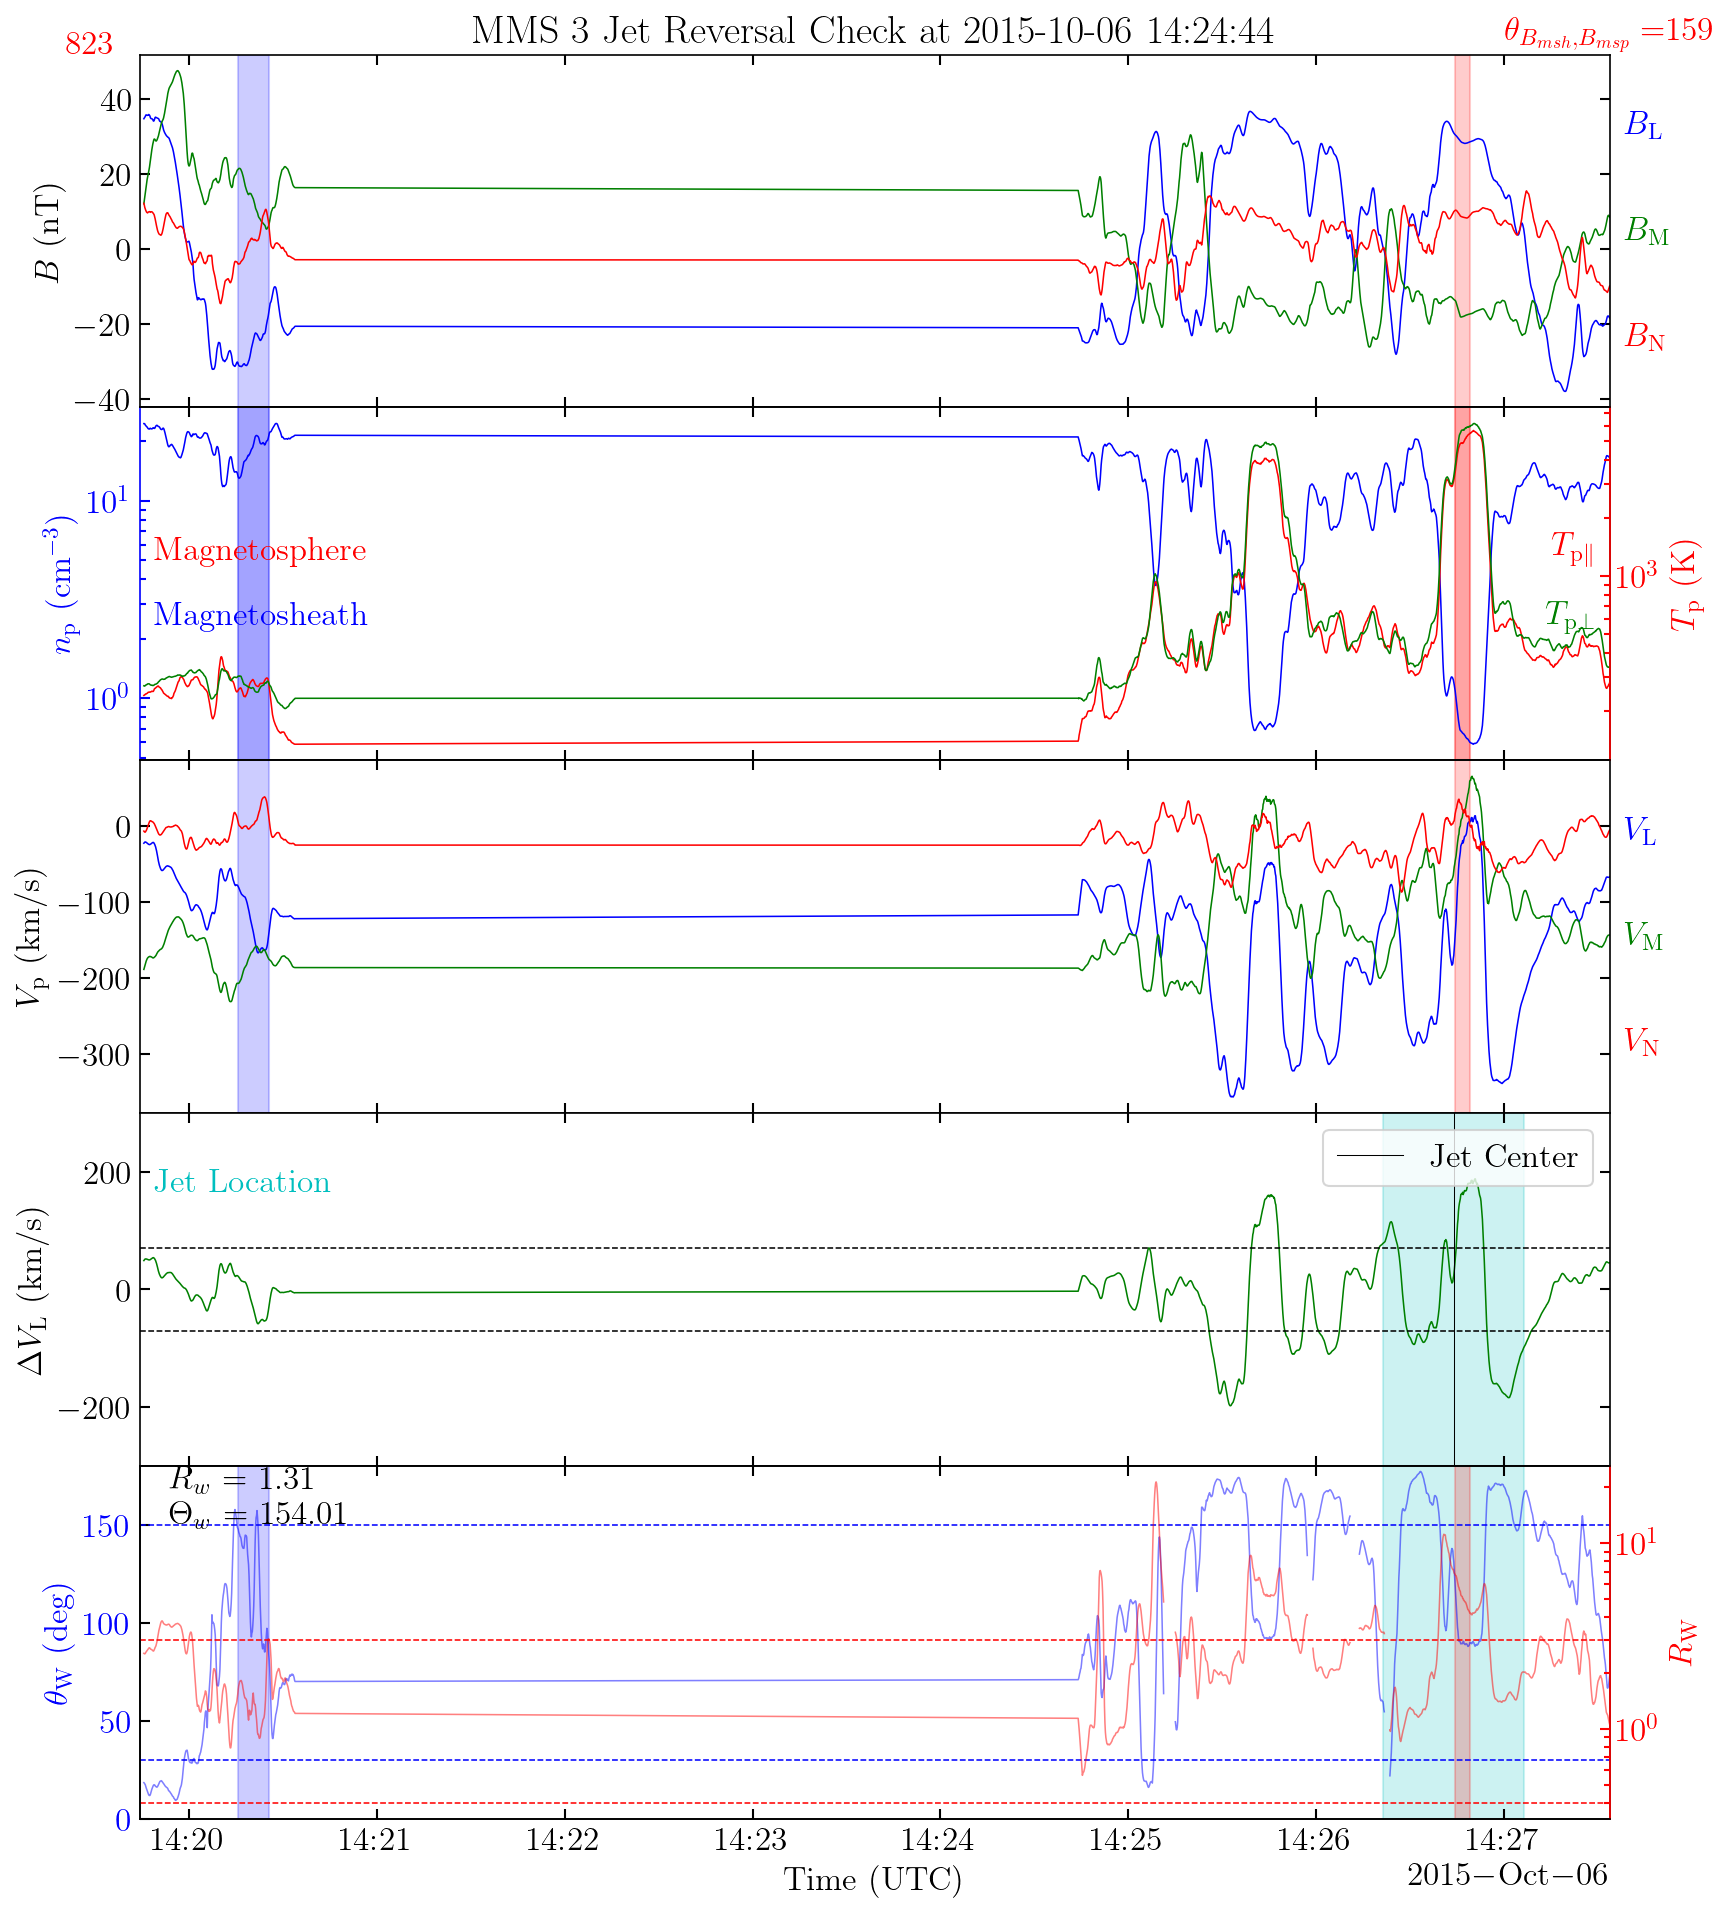 MMS 3 Jet Reversal Check at 2015-10-06 14:24:44
823
θ_{B_{msh},B_{msp}} =159
40
20
0
−20
−40
B (nT)
B_L
B_M
B_N
10^1
10^0
n_p (cm^{−3})
Magnetosphere
Magnetosheath
T_{p∥}
T_{p⊥}
10^3
T_p (K)
0
−100
−200
−300
V_p (km/s)
V_L
V_M
V_N
200
0
−200
ΔV_L (km/s)
Jet Location
Jet Center
R_w = 1.31
Θ_w = 154.01
150
100
50
0
θ_W (deg)
10^1
10^0
R_W
14:20 14:21 14:22 14:23 14:24 14:25 14:26 14:27
Time (UTC)
2015−Oct−06